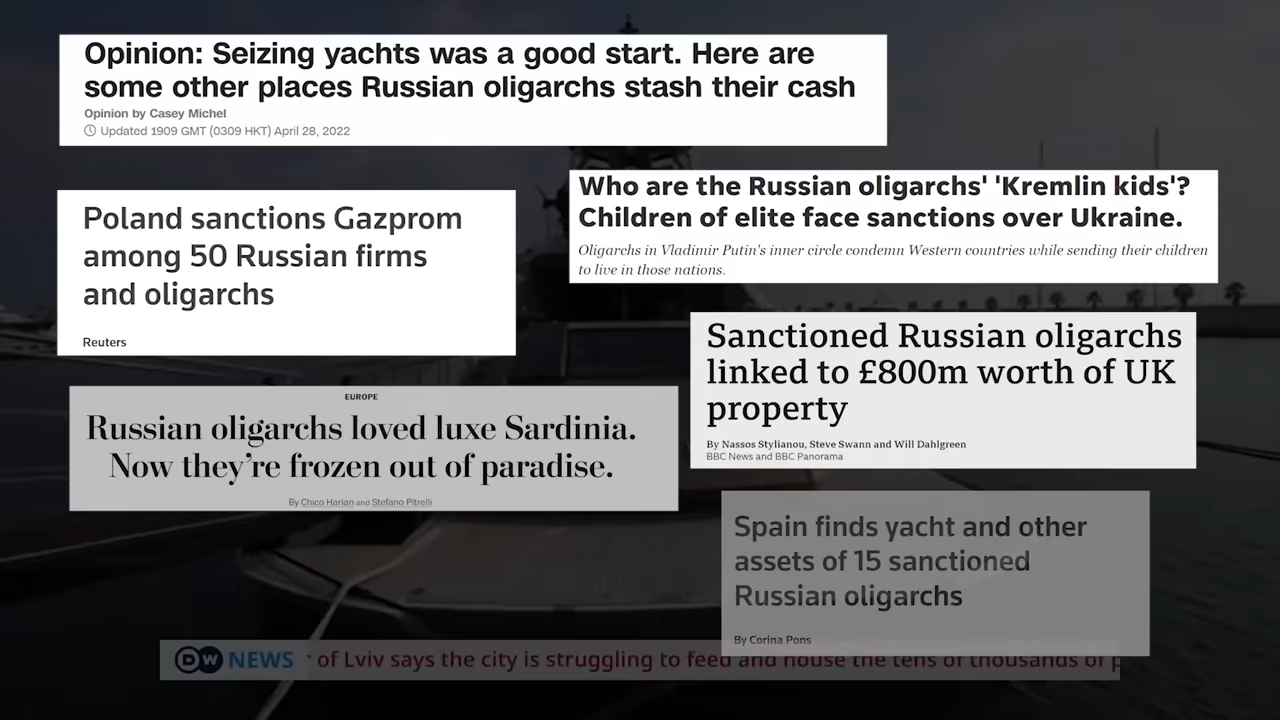 Opinion: Seizing yachts was a good start. Here are
some other places Russian oligarchs stash their cash
Opinion by Casey Michel
Updated 1909 GMT (0309 HKT) April 28, 2022
Who are the Russian oligarchs' 'Kremlin kids'?
Children of elite face sanctions over Ukraine.
Oligarchs in Vladimir Putin's inner circle condemn Western countries while sending their children
to live in those nations.
Poland sanctions Gazprom
among 50 Russian firms
and oligarchs
Reuters
Sanctioned Russian oligarchs
linked to £800m worth of UK
property
By Nassos Stylianou, Steve Swann and Will Dahlgreen
BBC News and BBC Panorama
EUROPE
Russian oligarchs loved luxe Sardinia.
Now they're frozen out of paradise.
By Chico Harlan and Stefano Pitrelli
Spain finds yacht and other
assets of 15 sanctioned
Russian oligarchs
By Corina Pons
DW NEWS of Lviv says the city is struggling to feed and house the tens of thousands of